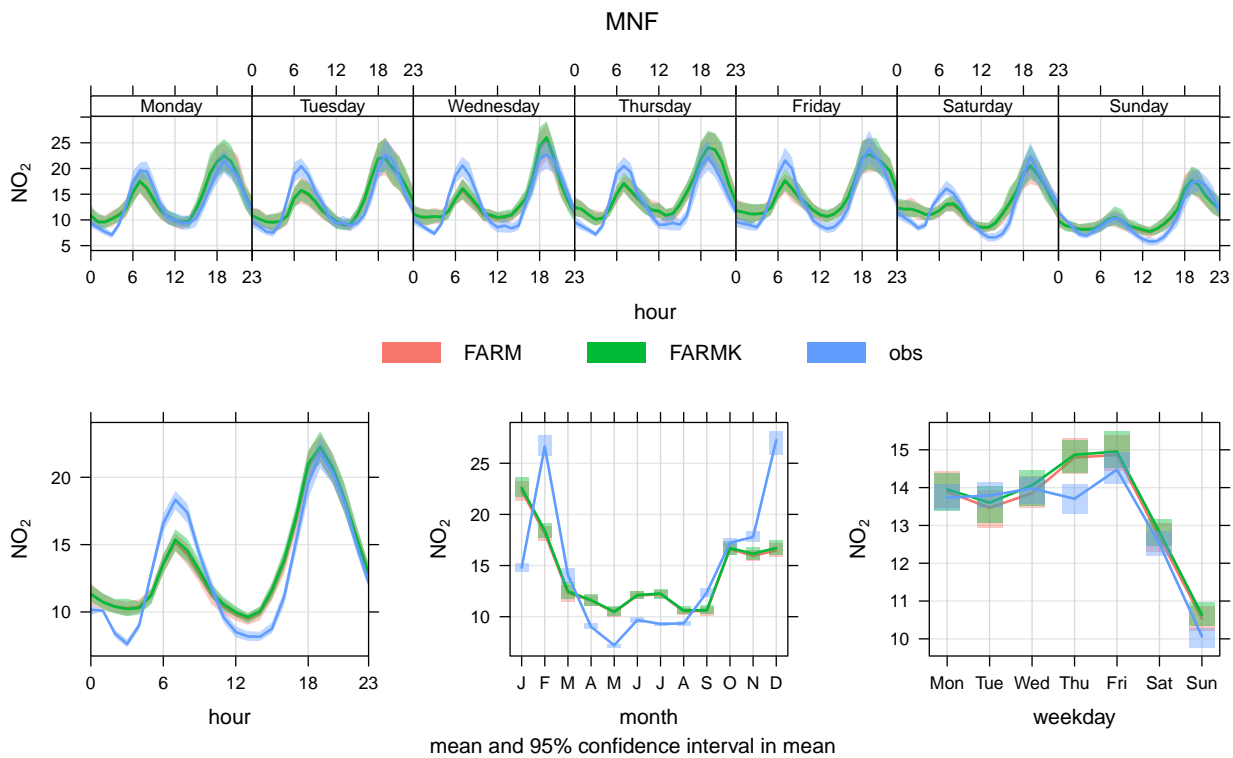 MNF
0 6 12 18 23 0 6 12 18 23 0 6 12 18 23
Monday Tuesday Wednesday Thursday Friday Saturday Sunday
NO2
25
20
15
10
5
0 6 12 18 23 0 6 12 18 23 0 6 12 18 23 0 6 12 18 23
hour
FARM FARMK obs
NO2
20
15
10
0 6 12 18 23
hour
NO2
25
20
15
10
J F M A M J J A S O N D
month
NO2
15
14
13
12
11
10
Mon Tue Wed Thu Fri Sat Sun
weekday
mean and 95% confidence interval in mean